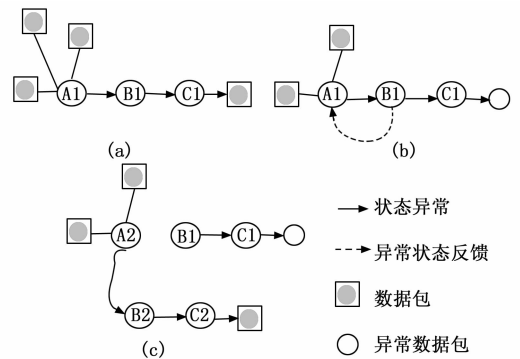 A1 B1 C1
(a)
A1 B1 C1
(b)
A2 B1 C1
B2 C2
(c)
状态异常
异常状态反馈
数据包
异常数据包